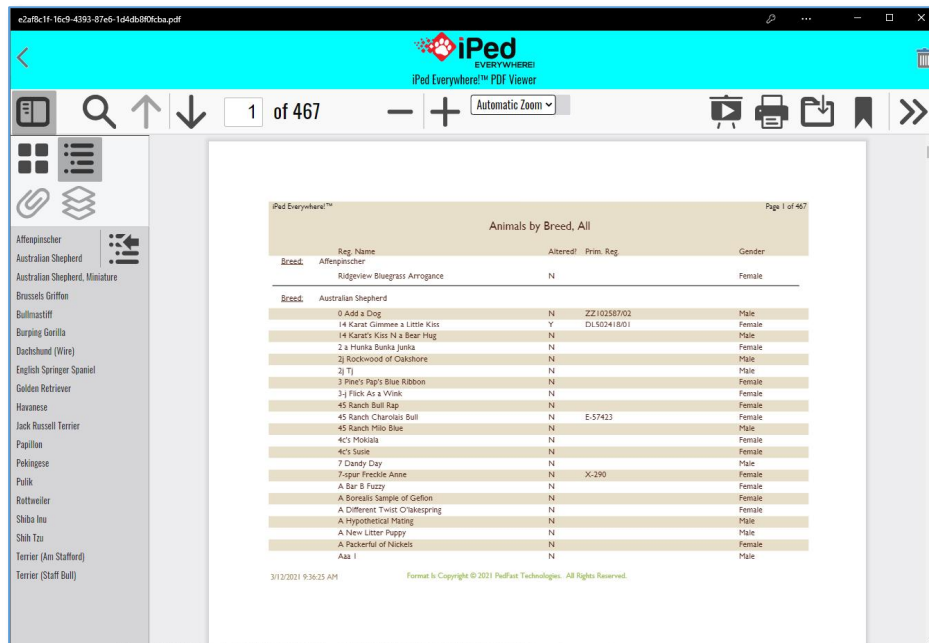 e2af8c1f-16c9-4393-87e6-1d4db8f0fcba.pdf
iPed
EVERYWHERE!
iPed Everywhere!™ PDF Viewer
1 of 467
Automatic Zoom
Affenpinscher
Australian Shepherd
Australian Shepherd, Miniature
Brussels Griffon
Bullmastiff
Burping Gorilla
Dachshund (Wire)
English Springer Spaniel
Golden Retriever
Havanese
Jack Russell Terrier
Papillon
Pekingese
Pulik
Rottweiler
Shiba Inu
Shih Tzu
Terrier (Am Stafford)
Terrier (Staff Bull)
iPed Everywhere!™ Page 1 of 467
Animals by Breed, All
Reg. Name Altered? Prim. Reg. Gender
Breed: Affenpinscher
Ridgeview Bluegrass Arrogance N Female
Breed: Australian Shepherd
0 Add a Dog N ZZ102587/02 Male
14 Karat Gimmee a Little Kiss Y DL502418/01 Female
14 Karat's Kiss N a Bear Hug N Male
2 a Hunka Bunka Junka N Female
2j Rockwood of Oakshore N Male
2j Tj N Male
3 Pine's Pap's Blue Ribbon N Female
3-j Flick As a Wink N Female
45 Ranch Bull Rap N Female
45 Ranch Charolais Bull N E-57423 Female
45 Ranch Milo Blue N Male
4c's Moklala N Female
4c's Susie N Female
7 Dandy Day N Male
7-spur Freckle Anne N X-290 Female
A Bar B Fuzzy N Female
A Borealis Sample of Gefion N Female
A Different Twist O'lakespring N Female
A Hypothetical Mating N Male
A New Litter Puppy N Male
A Packerful of Nickels N Female
Aaa I N Male
3/12/2021 9:36:25 AM Format Is Copyright © 2021 PedFast Technologies. All Rights Reserved.